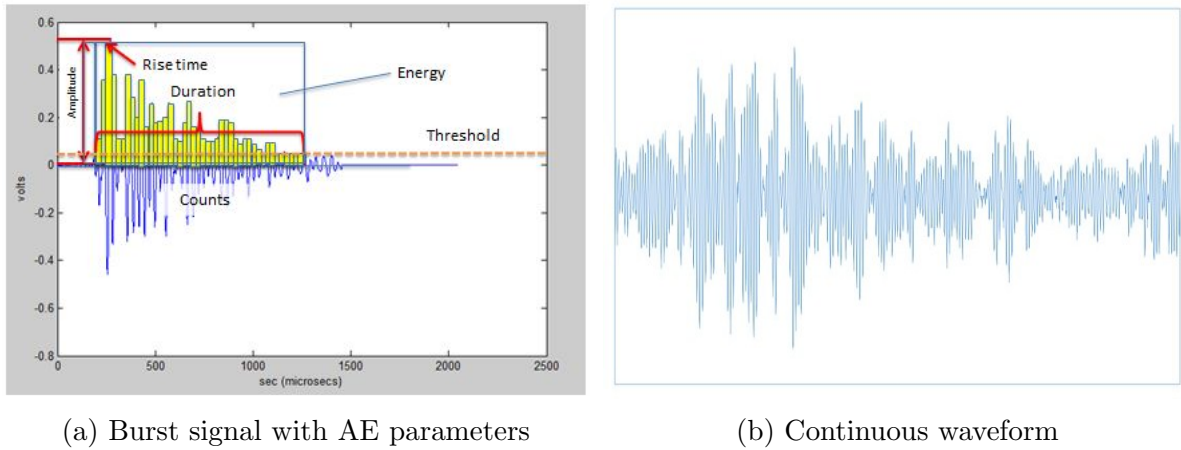 0.6
0.4
0.2
0
-0.2
-0.4
-0.6
-0.8
volts
Amplitude
Rise time
Duration
Energy
Threshold
Counts
0
500
1000
1500
2000
2500
sec (microsecs)
(a) Burst signal with AE parameters
(b) Continuous waveform